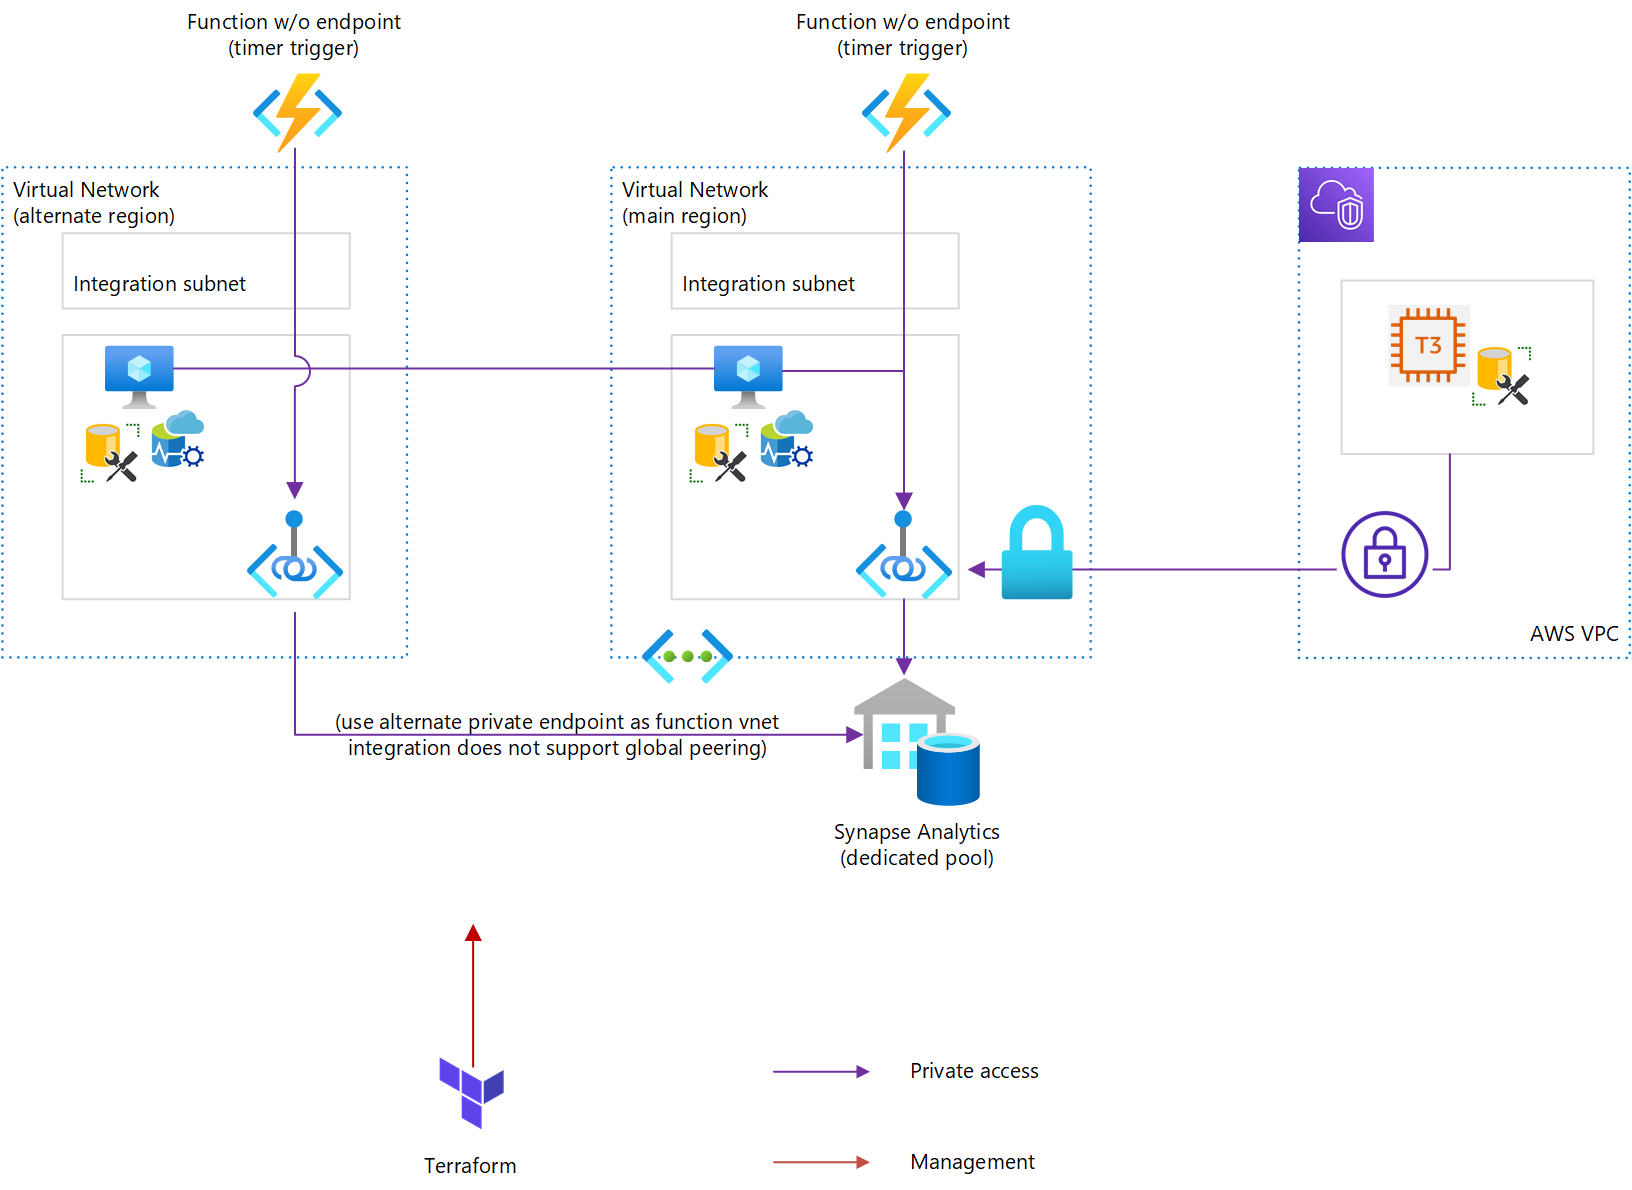 Function w/o endpoint
(timer trigger)
Function w/o endpoint
(timer trigger)
Virtual Network
(alternate region)
Integration subnet
Virtual Network
(main region)
Integration subnet
T3
AWS VPC
(use alternate private endpoint as function vnet
integration does not support global peering)
Synapse Analytics
(dedicated pool)
Terraform
Private access
Management